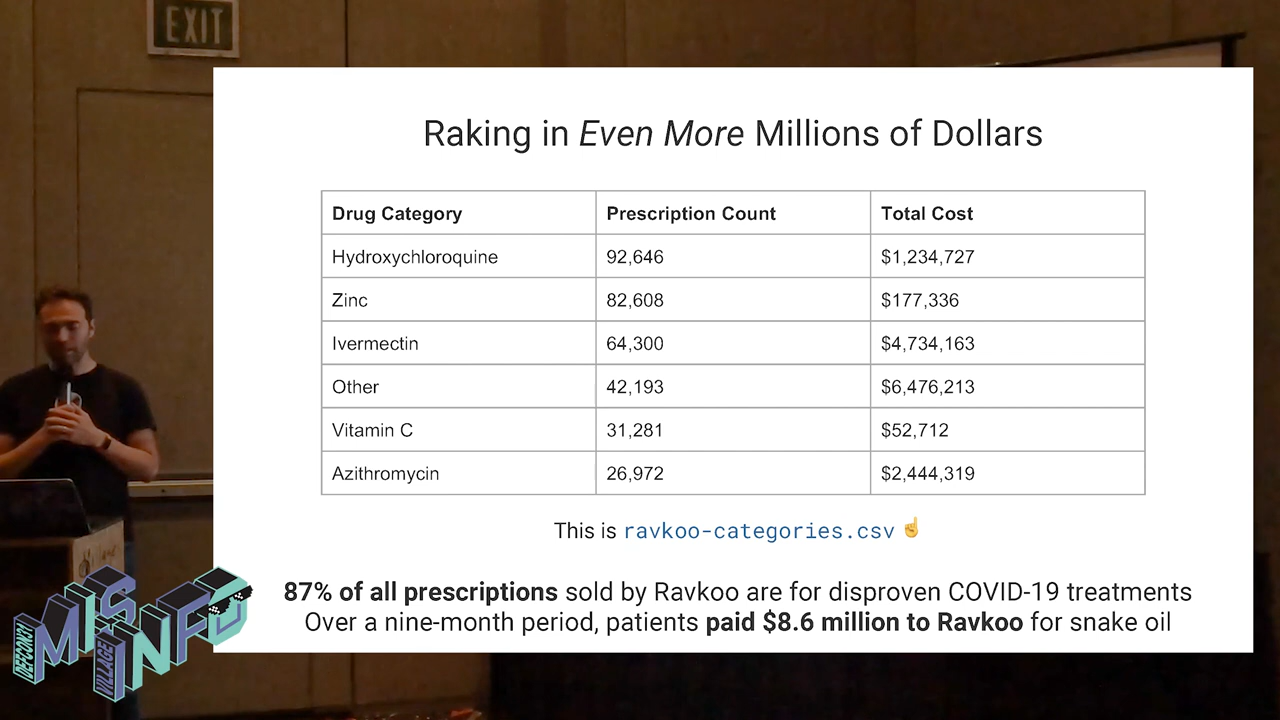 EXIT
Raking in Even More Millions of Dollars
Drug Category Prescription Count Total Cost
Hydroxychloroquine 92,646 $1,234,727
Zinc 82,608 $177,336
Ivermectin 64,300 $4,734,163
Other 42,193 $6,476,213
Vitamin C 31,281 $52,712
Azithromycin 26,972 $2,444,319
This is ravkoo-categories.csv ☝
87% of all prescriptions sold by Ravkoo are for disproven COVID-19 treatments
Over a nine-month period, patients paid $8.6 million to Ravkoo for snake oil
DEFCON31
MISINFO
VILLAGE